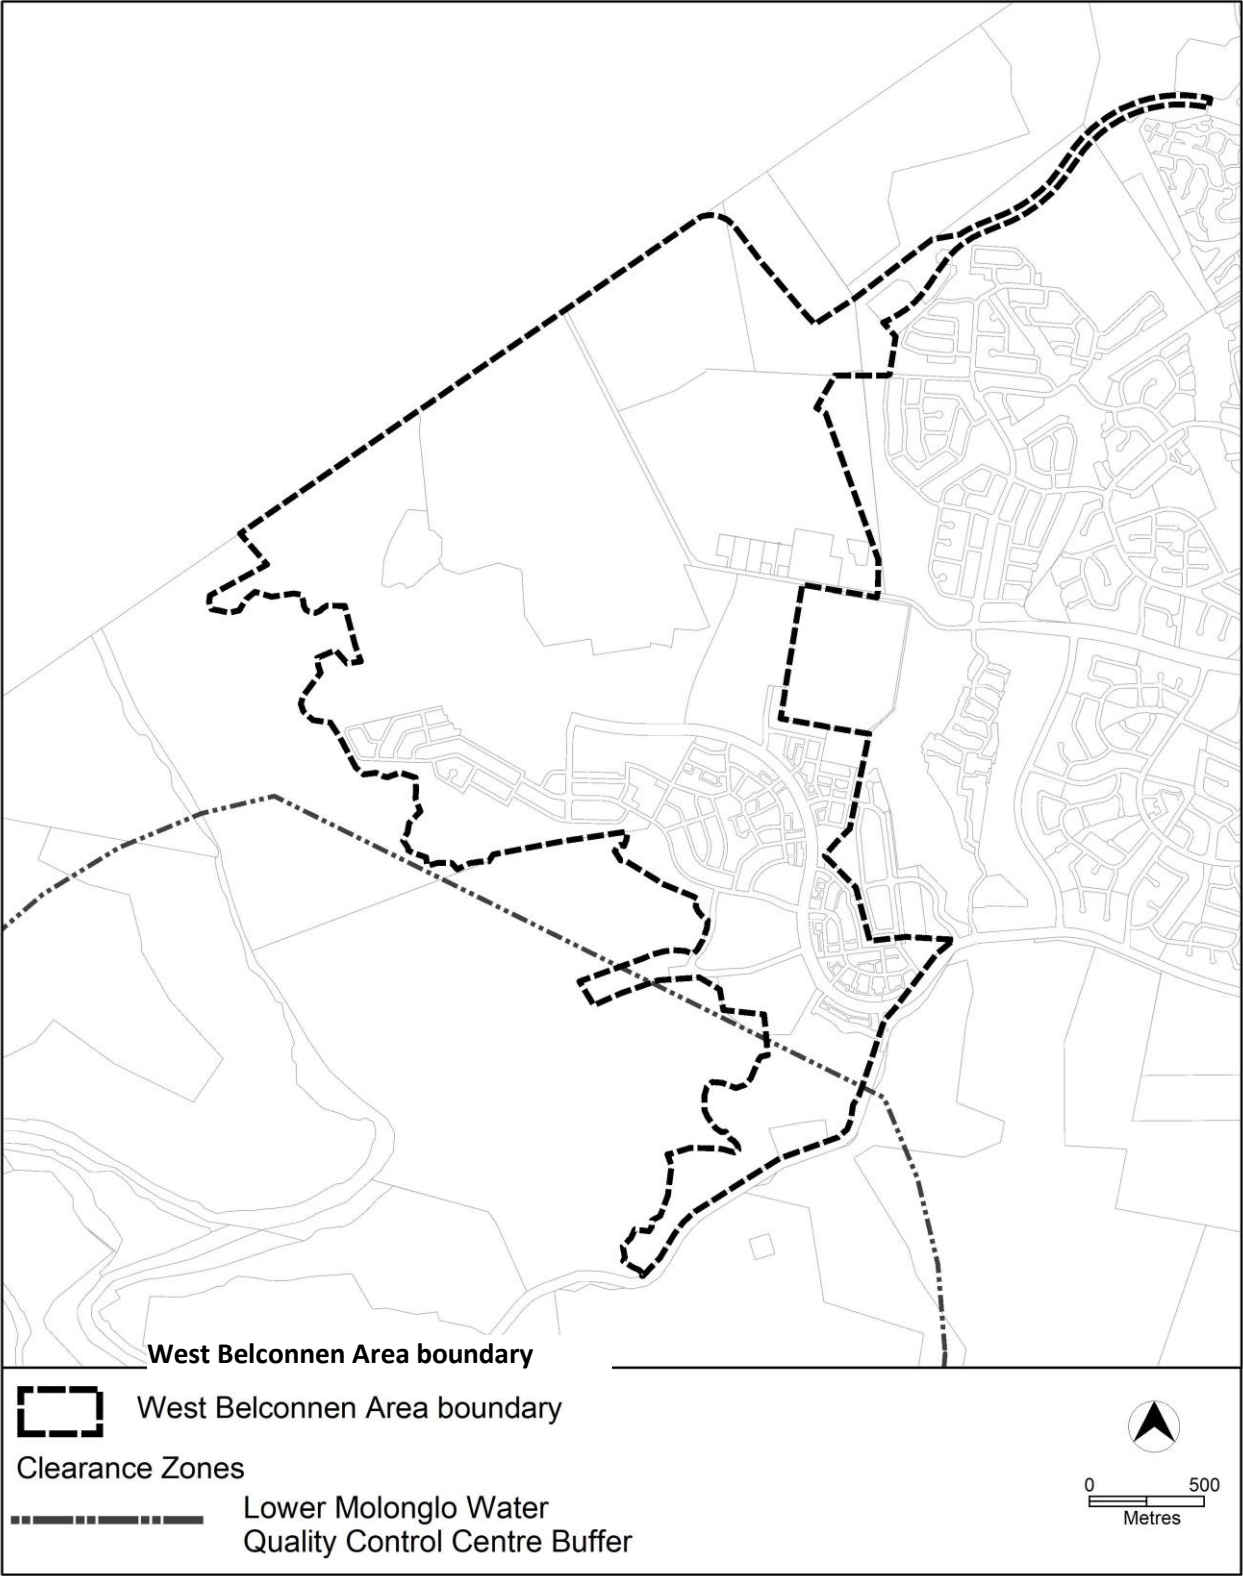 West Belconnen Area boundary
West Belconnen Area boundary
Clearance Zones
Lower Molonglo Water
Quality Control Centre Buffer
0 500
Metres